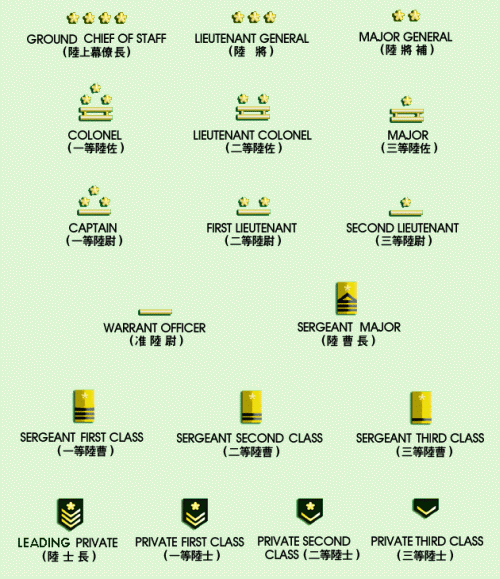 GROUND CHIEF OF STAFF
(陸上幕僚長)
LIEUTENANT GENERAL
(陸 將)
MAJOR GENERAL
(陸 將 補)
COLONEL
(一等陸佐)
LIEUTENANT COLONEL
(二等陸佐)
MAJOR
(三等陸佐)
CAPTAIN
(一等陸尉)
FIRST LIEUTENANT
(二等陸尉)
SECOND LIEUTENANT
(三等陸尉)
WARRANT OFFICER
(准 陸 尉)
SERGEANT MAJOR
(陸 曹 長)
SERGEANT FIRST CLASS
(一等陸曹)
SERGEANT SECOND CLASS
(二等陸曹)
SERGEANT THIRD CLASS
(三等陸曹)
LEADING PRIVATE
(陸 士 長)
PRIVATE FIRST CLASS
(一等陸士)
PRIVATE SECOND
CLASS (二等陸士)
PRIVATE THIRD CLASS
(三等陸士)